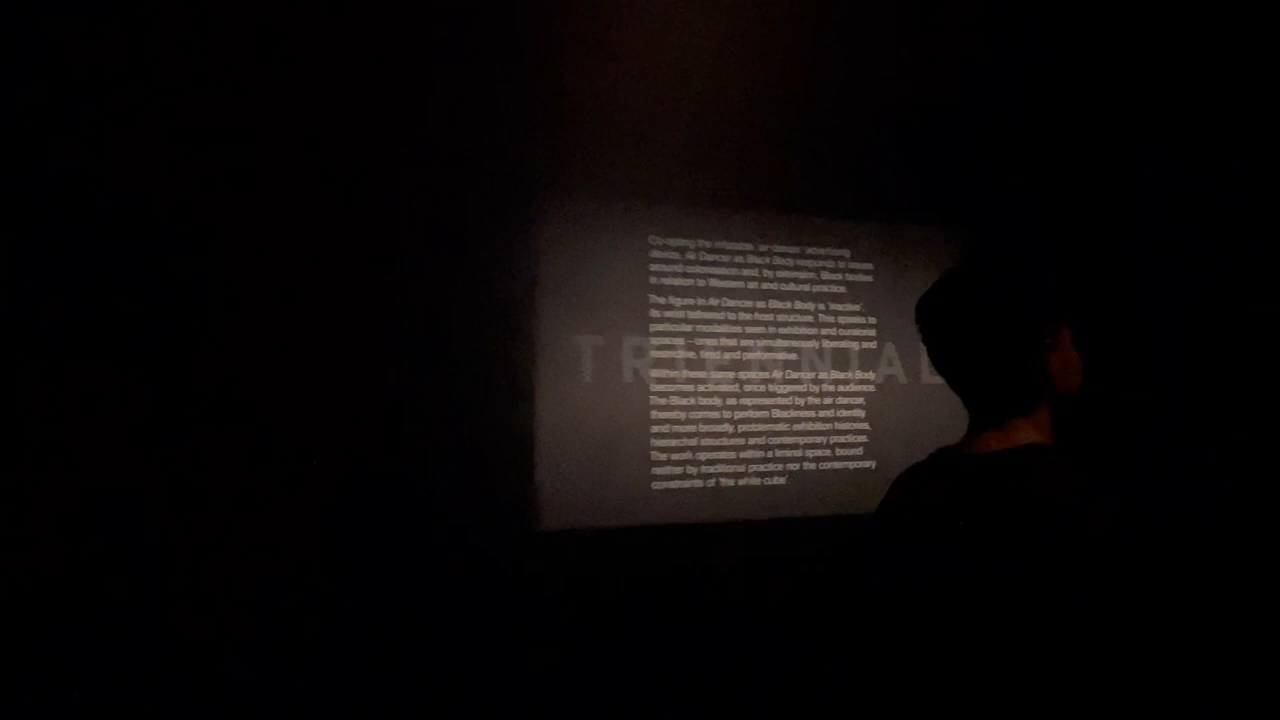 Co-opting the inflatable, 'air dancer' advertising
device, Air Dancer as Black Body responds to issues
around colonialism and, by extension, Black bodies
in relation to Western art and cultural practice.
The figure in Air Dancer as Black Body is 'inactive',
its waist tethered to the host structure. This speaks to
particular modalities seen in exhibition and curatorial
spaces – ones that are simultaneously liberating and
and performative.
TRIENNIAL
Within these same spaces Air Dancer as Black Body
becomes activated, once triggered by the audience.
The Black body, as represented by the air dancer,
thereby comes to perform Blackness and identity
and more broadly, problematic exhibition histories,
hierarchal structures and contemporary practices.
The work operates within a liminal space, bound
neither by traditional practice nor the contemporary
constraints of 'the white cube'.